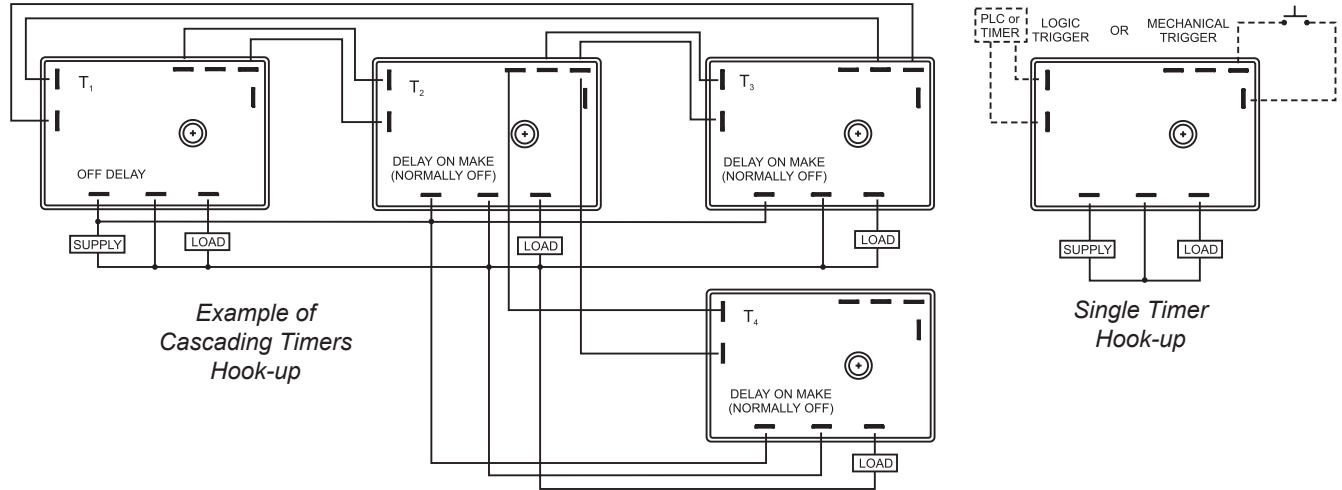 PLC or
TIMER
LOGIC
TRIGGER
OR
MECHANICAL
TRIGGER
T1
OFF DELAY
SUPPLY
LOAD
T2
DELAY ON MAKE
(NORMALLY OFF)
LOAD
T3
DELAY ON MAKE
(NORMALLY OFF)
LOAD
T4
DELAY ON MAKE
(NORMALLY OFF)
LOAD
Example of
Cascading Timers
Hook-up
SUPPLY
LOAD
Single Timer
Hook-up